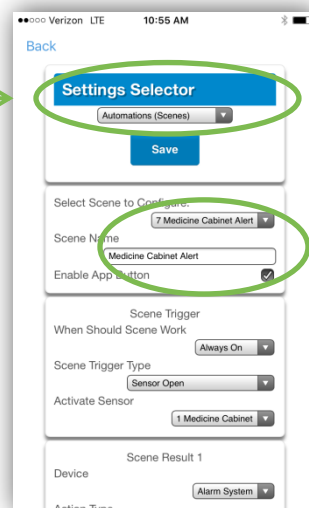 Verizon LTE 10:55 AM
Back
Settings Selector
Automations (Scenes)
Save
Select Scene to Configure:
7 Medicine Cabinet Alert
Scene Name
Medicine Cabinet Alert
Enable App Button
Scene Trigger
When Should Scene Work
Always On
Scene Trigger Type
Sensor Open
Activate Sensor
1 Medicine Cabinet
Scene Result 1
Device
Alarm System
Action Type